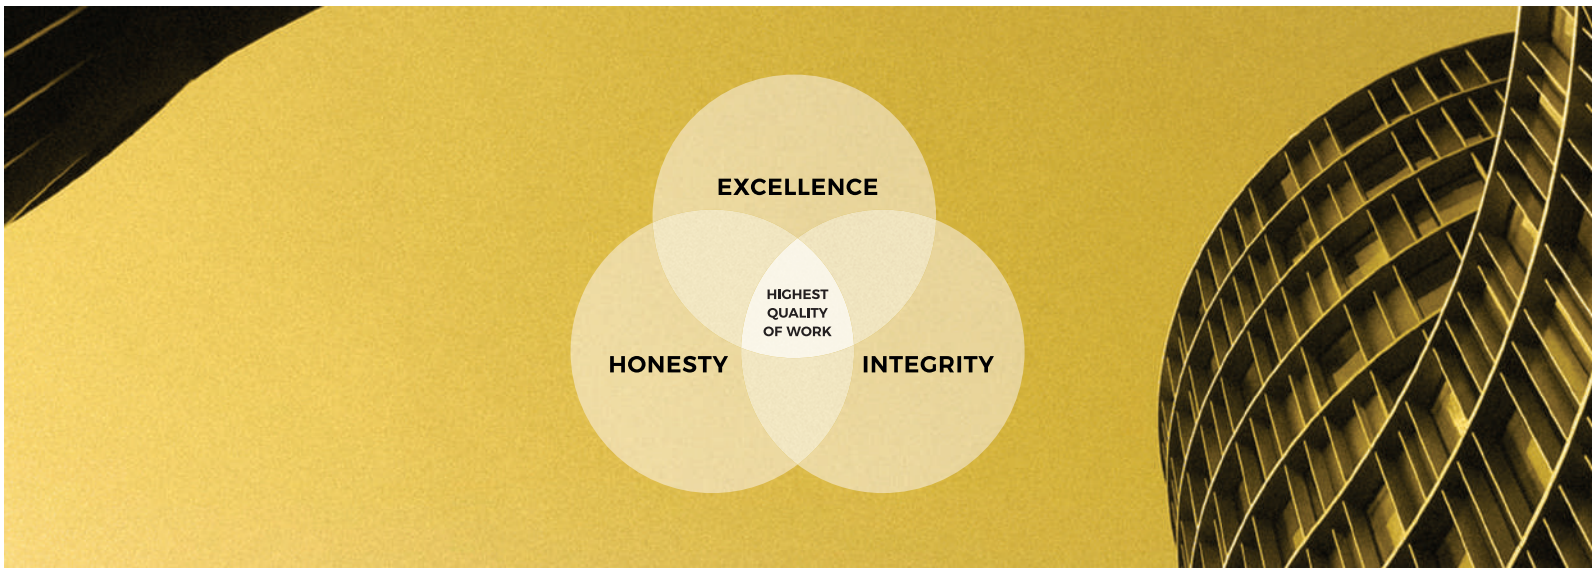 EXCELLENCE
HIGHEST
QUALITY
OF WORK
HONESTY
INTEGRITY